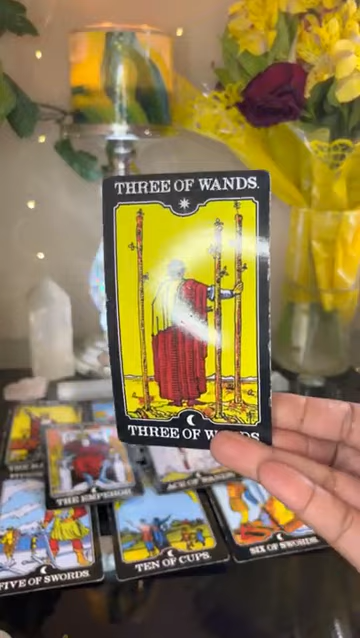 THREE OF WANDS.
THREE OF WANDS.
THE EMPEROR
ACE OF WANDS
FIVE OF SWORDS.
TEN OF CUPS.
SIX OF SWORDS.